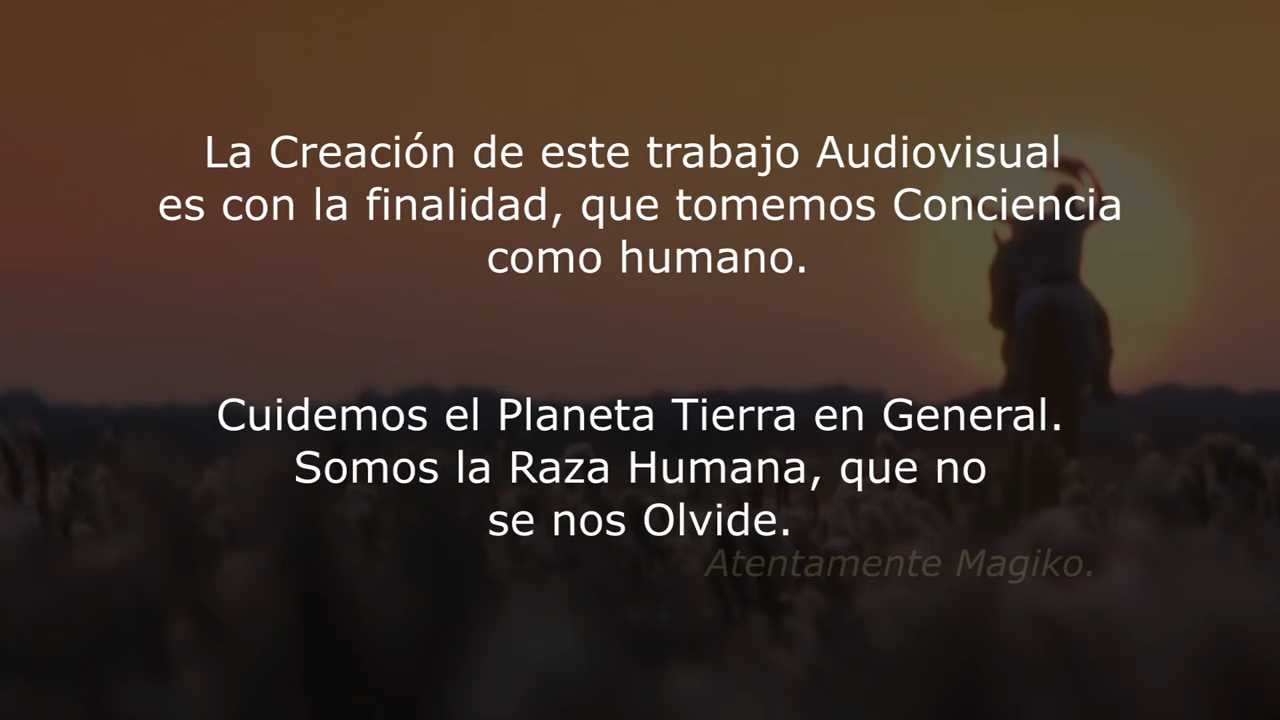 La Creación de este trabajo Audiovisual
es con la finalidad, que tomemos Conciencia
como humano.
Cuidemos el Planeta Tierra en General.
Somos la Raza Humana, que no
se nos Olvide.
Atentamente Magiko.